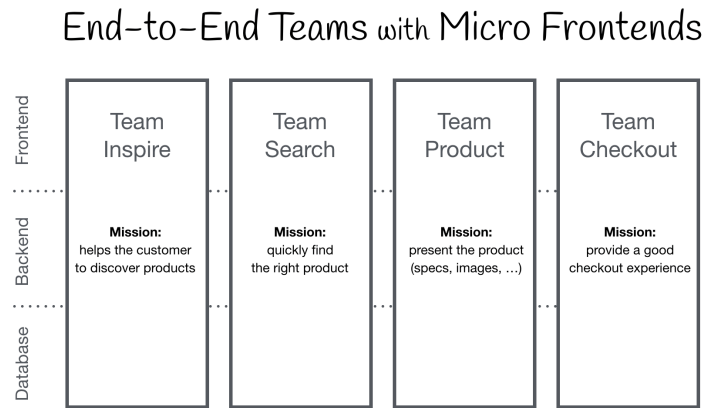 End-to-End Teams with Micro Frontends
Frontend
Backend
Database
Team
Inspire
Mission:
helps the customer
to discover products
Team
Search
Mission:
quickly find
the right product
Team
Product
Mission:
present the product
(specs, images, …)
Team
Checkout
Mission:
provide a good
checkout experience